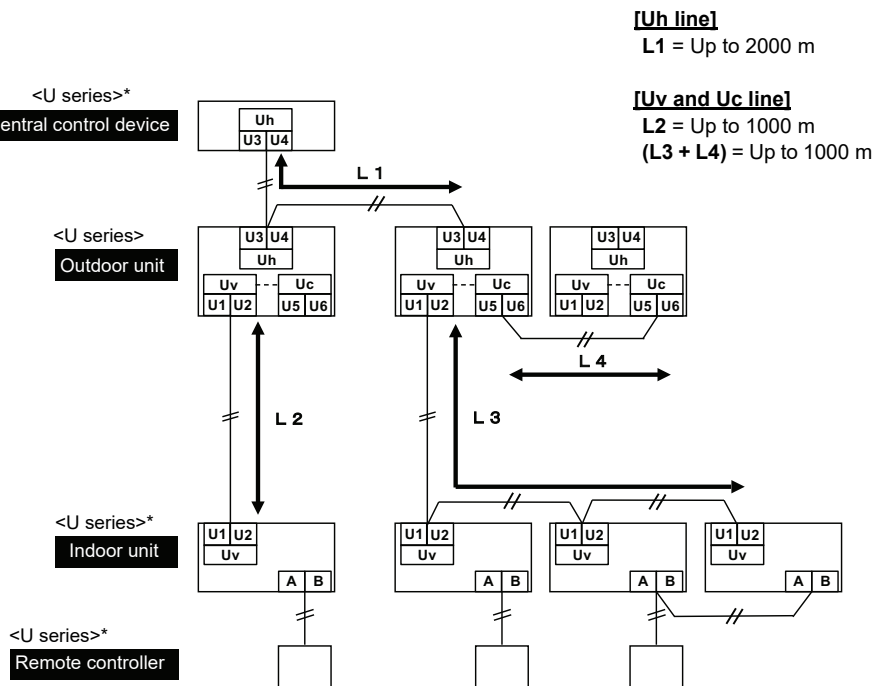 [Uh line]
L1 = Up to 2000 m
[Uv and Uc line]
L2 = Up to 1000 m
(L3 + L4) = Up to 1000 m
<U series>*
entral control device
Uh
U3 U4
L 1
<U series>
Outdoor unit
U3 U4
Uh
Uv Uc
U1 U2 U5 U6
U3 U4
Uh
Uv Uc
U1 U2 U5 U6
U3 U4
Uh
Uv Uc
U1 U2 U5 U6
L 4
L 2
L 3
<U series>*
Indoor unit
U1 U2
Uv
A B
U1 U2
Uv
A B
U1 U2
Uv
A B
U1 U2
Uv
A B
<U series>*
Remote controller